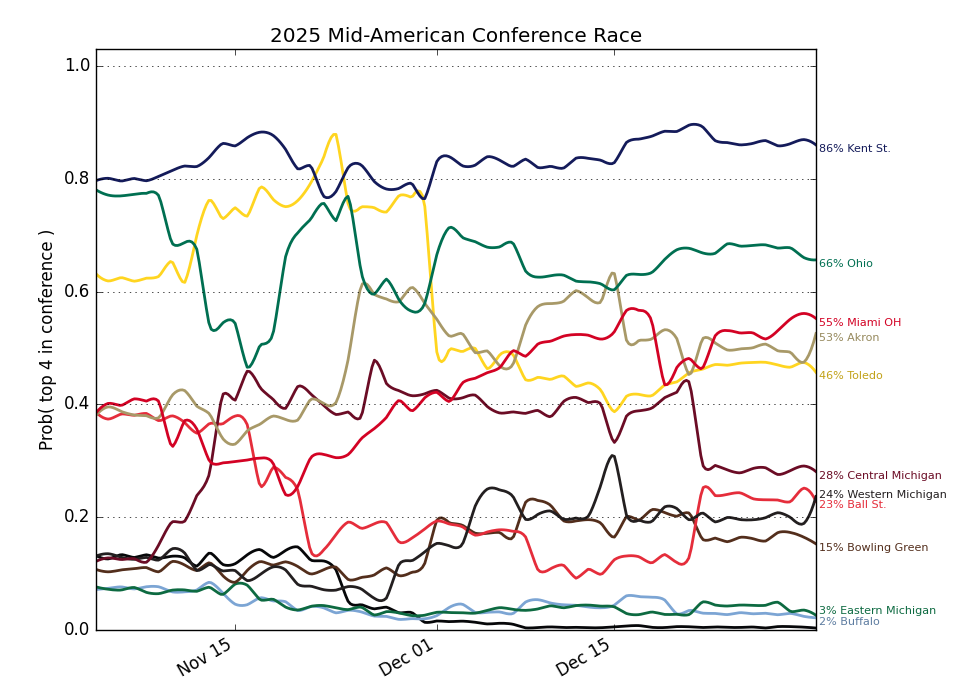 2025 Mid-American Conference Race
Prob( top 4 in conference )
1.0
0.8
0.6
0.4
0.2
0.0
Nov 15
Dec 01
Dec 15
86% Kent St.
66% Ohio
55% Miami OH
53% Akron
46% Toledo
28% Central Michigan
24% Western Michigan
23% Ball St.
15% Bowling Green
3% Eastern Michigan
2% Buffalo